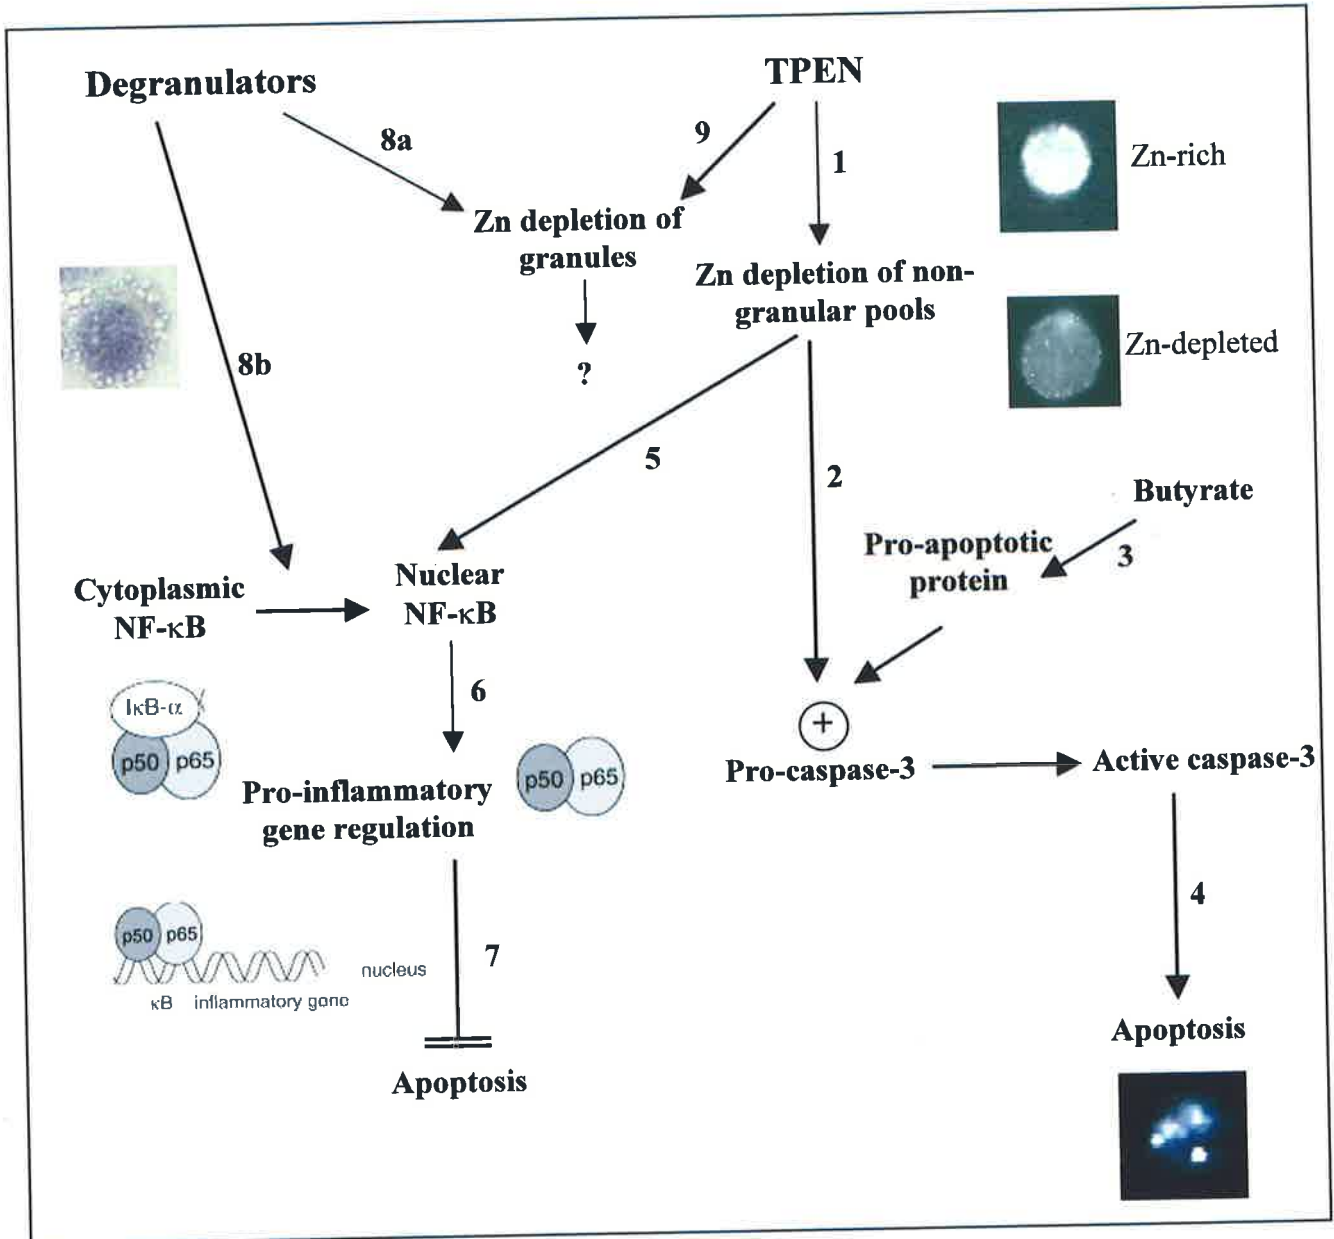 Degranulators
TPEN
8a
9
1
Zn-rich
Zn depletion of
granules
Zn depletion of non-
granular pools
?
8b
Zn-depleted
5
2
Butyrate
Pro-apoptotic
protein
3
Cytoplasmic
NF-κB
Nuclear
NF-κB
6
IκB-α
p50 p65
+
Pro-caspase-3
Active caspase-3
Pro-inflammatory
gene regulation
p50 p65
4
p50 p65
7
nucleus
κB inflammatory gene
Apoptosis
Apoptosis